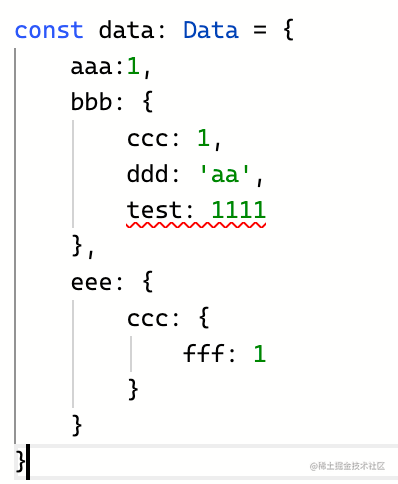 const data: Data = {
    aaa:1,
    bbb: {
        ccc: 1,
        ddd: 'aa',
        test: 1111
    },
    eee: {
        ccc: {
            fff: 1
        }
    }
}
@稀土掘金技术社区